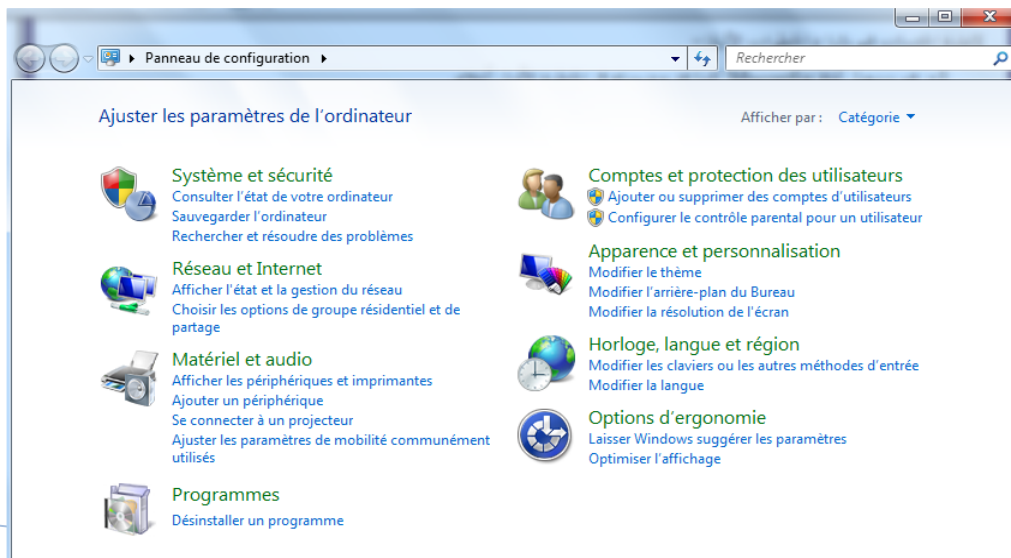 Panneau de configuration
Rechercher
Ajuster les paramètres de l'ordinateur
Afficher par : Catégorie
Système et sécurité
Consulter l'état de votre ordinateur
Sauvegarder l'ordinateur
Rechercher et résoudre des problèmes
Réseau et Internet
Afficher l'état et la gestion du réseau
Choisir les options de groupe résidentiel et de
partage
Matériel et audio
Afficher les périphériques et imprimantes
Ajouter un périphérique
Se connecter à un projecteur
Ajuster les paramètres de mobilité communément
utilisés
Programmes
Désinstaller un programme
Comptes et protection des utilisateurs
Ajouter ou supprimer des comptes d'utilisateurs
Configurer le contrôle parental pour un utilisateur
Apparence et personnalisation
Modifier le thème
Modifier l'arrière-plan du Bureau
Modifier la résolution de l'écran
Horloge, langue et région
Modifier les claviers ou les autres méthodes d'entrée
Modifier la langue
Options d'ergonomie
Laisser Windows suggérer les paramètres
Optimiser l'affichage